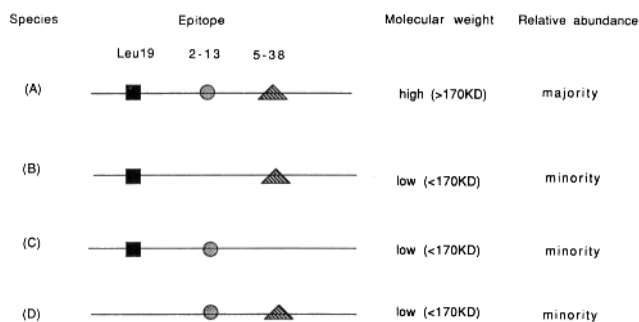 Species Epitope Molecular weight Relative abundance
Leu19 2-13 5-38
(A) high (>170KD) majority
(B) low (<170KD) minority
(C) low (<170KD) minority
(D) low (<170KD) minority